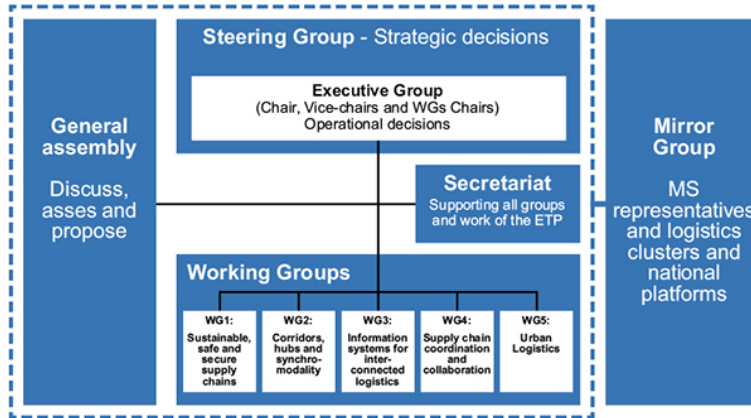 Steering Group - Strategic decisions
Executive Group
(Chair, Vice-chairs and WGs Chairs)
Operational decisions
General
assembly
Discuss,
asses and
propose
Secretariat
Supporting all groups
and work of the ETP
Mirror
Group
MS
representatives
and logistics
clusters and
national
platforms
Working Groups
WG1:
Sustainable,
safe and
secure
supply
chains
WG2:
Corridors,
hubs and
synchro-
modality
WG3:
Information
systems for
inter-
connected
logistics
WG4:
Supply chain
coordination
and
collaboration
WG5:
Urban
Logistics